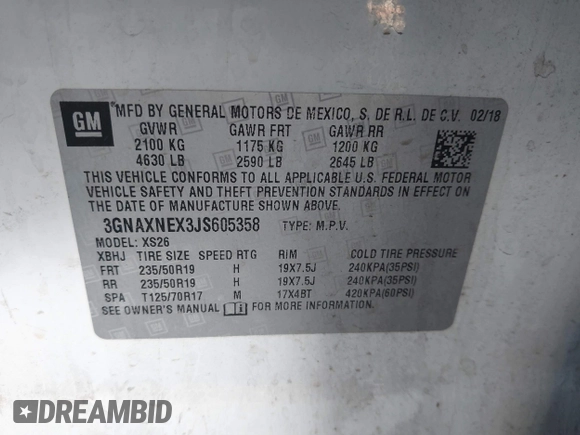 GM
MFD BY GENERAL MOTORS DE MEXICO, S, DE R.L. DE C.V. 02/18
GVWR GAWR FRT GAWR RR
2100 KG 1175 KG 1200 KG
4630 LB 2590 LB 2645 LB
THIS VEHICLE CONFORMS TO ALL APPLICABLE U.S. FEDERAL MOTOR
VEHICLE SAFETY AND THEFT PREVENTION STANDARDS IN EFFECT ON
THE DATE OF MANUFACTURE SHOWN ABOVE.
3GNAXNEX3JS605358 TYPE: M.P.V.
MODEL: XS26
XBHJ TIRE SIZE SPEED RTG RIM COLD TIRE PRESSURE
FRT 235/50R19 H 19X7.5J 240KPA(35PSI)
RR 235/50R19 H 19X7.5J 240KPA(35PSI)
SPA T125/70R17 M 17X4BT 420KPA(60PSI)
SEE OWNER'S MANUAL FOR MORE INFORMATION
DREAMBID